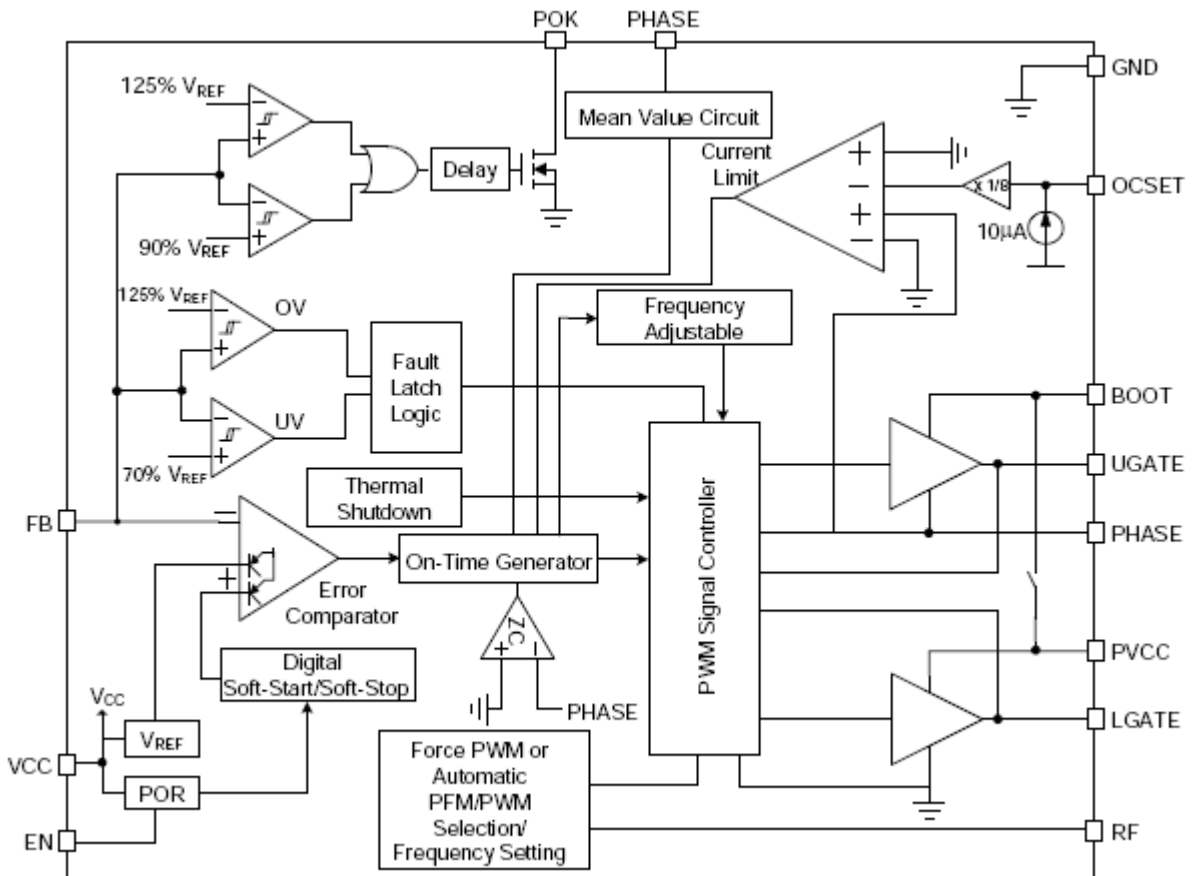 POK
PHASE
GND
125% VREF
Mean Value Circuit
Current
Limit
Delay
X 1/8
OCSET
10µA
90% VREF
125% VREF
OV
Frequency
Adjustable
Fault
Latch
Logic
UV
70% VREF
BOOT
UGATE
Thermal
Shutdown
FB
PHASE
On-Time Generator
PWM Signal Controller
Error
Comparator
ZC
Digital
Soft-Start/Soft-Stop
PHASE
PVCC
VCC
VREF
LGATE
VCC
POR
Force PWM or
Automatic
PFM/PWM
Selection/
Frequency Setting
EN
RF